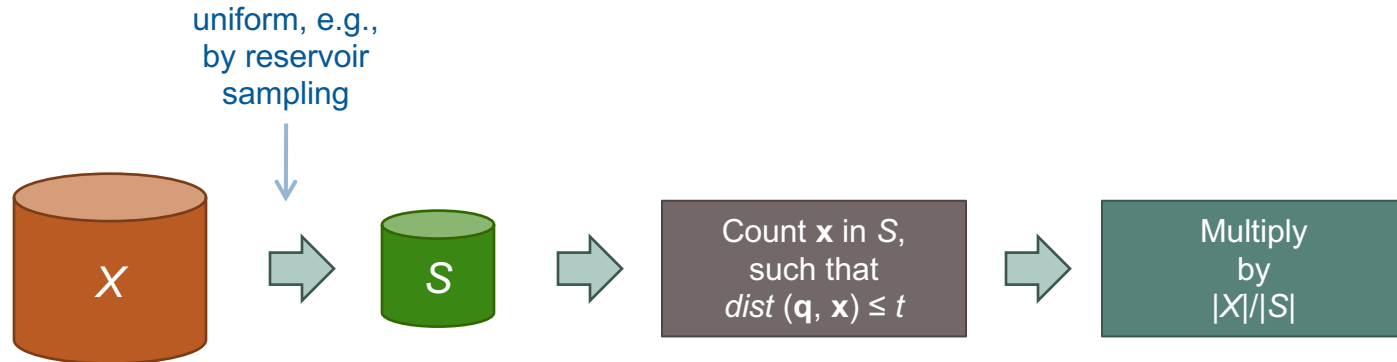 uniform, e.g.,
by reservoir
sampling
X
S
Count x in S,
such that
dist (q, x) ≤ t
Multiply
by
|X|/|S|